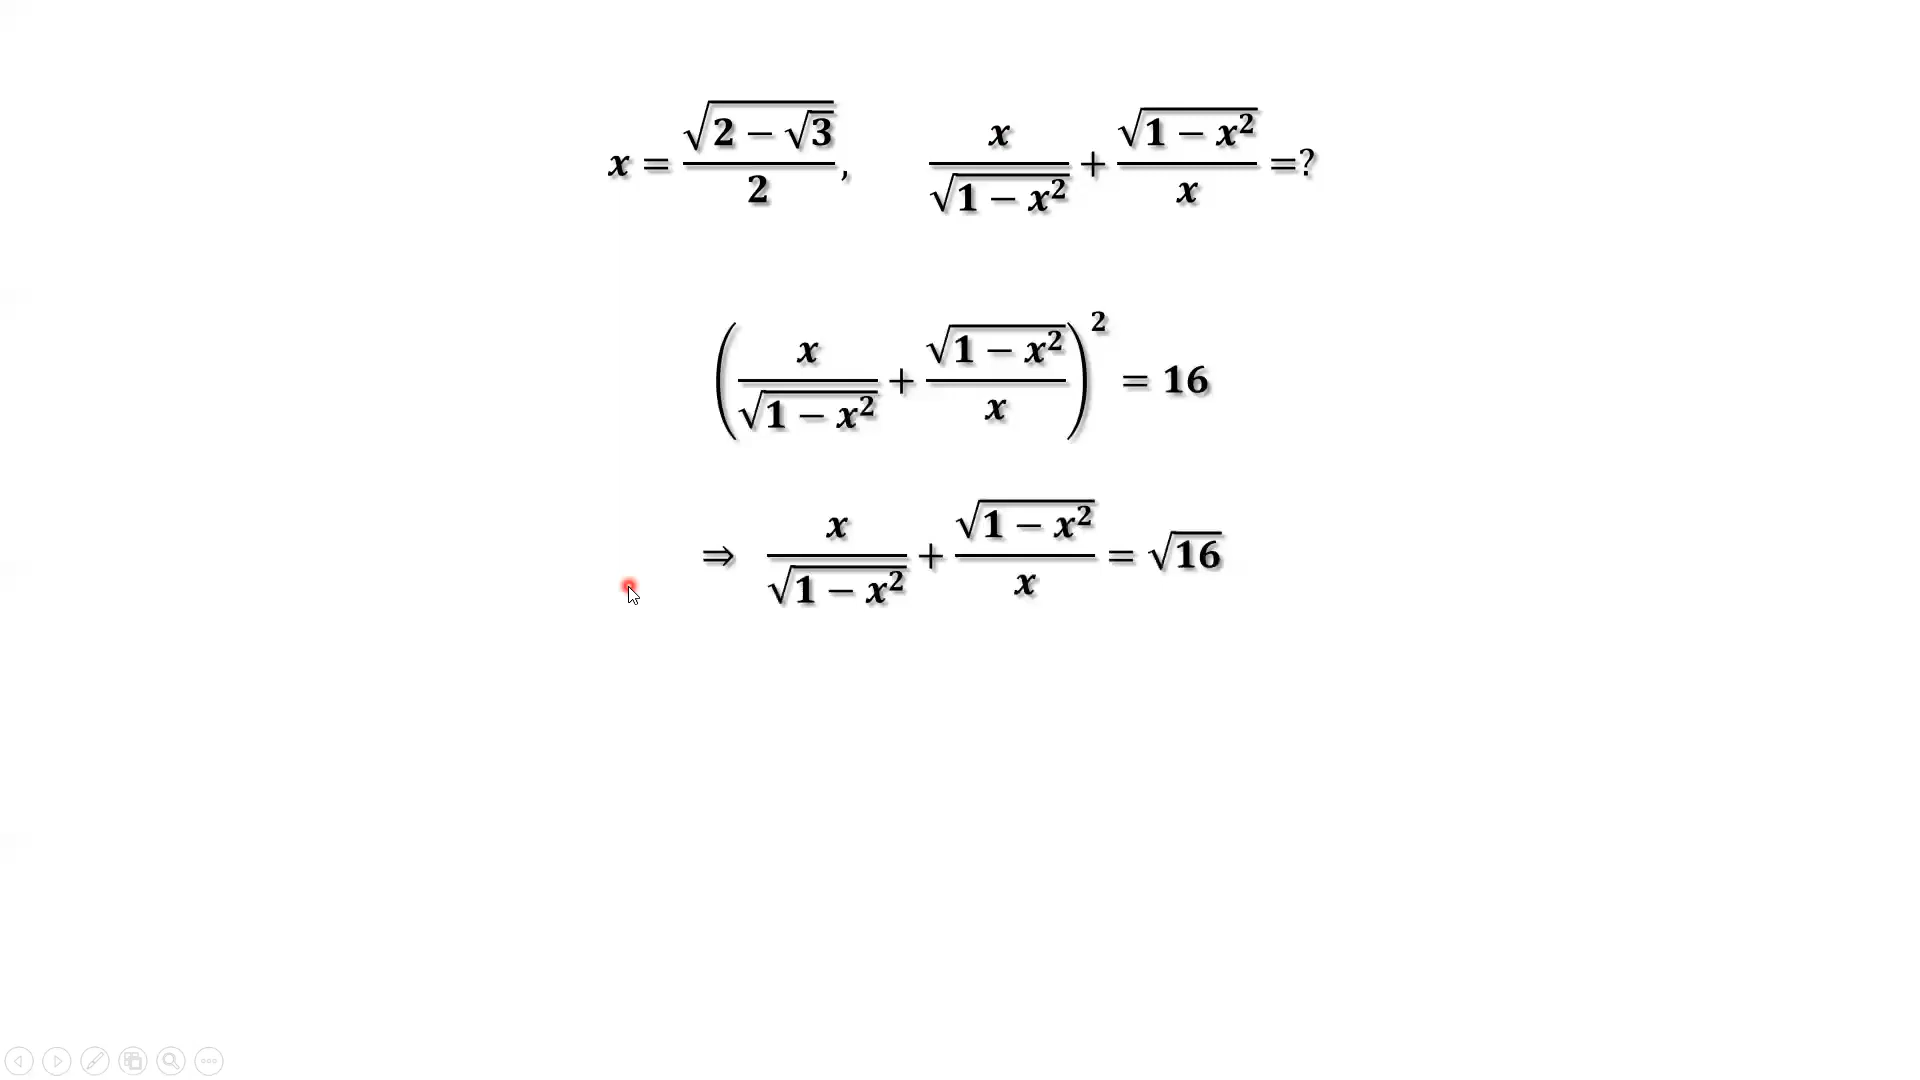 x = √(2 − √3) / 2 , x / √(1 − x²) + √(1 − x²) / x =?
( x / √(1 − x²) + √(1 − x²) / x )² = 16
⇒ x / √(1 − x²) + √(1 − x²) / x = √16